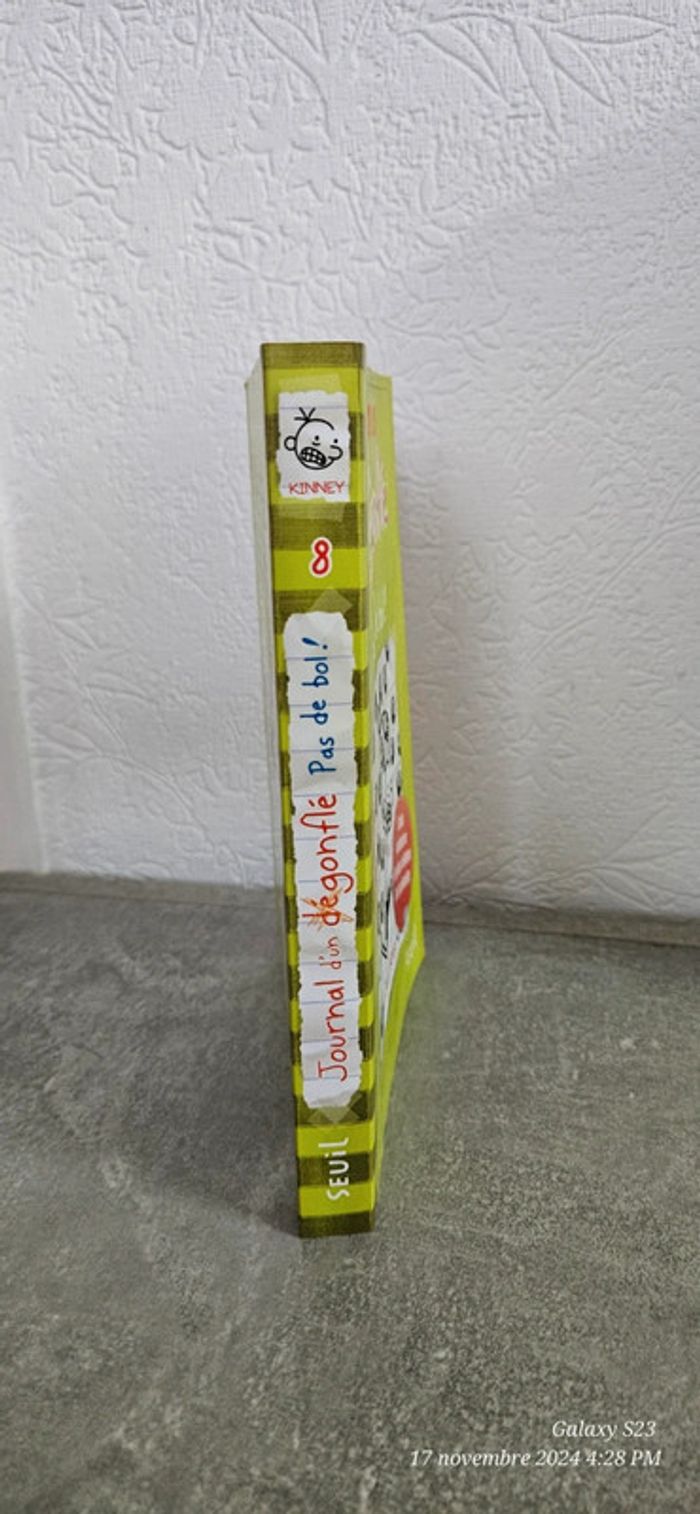 KINNEY
8
Journal d'un dégonflé Pas de bol!
SEUIL
Galaxy S23
17 novembre 2024 4:28 PM